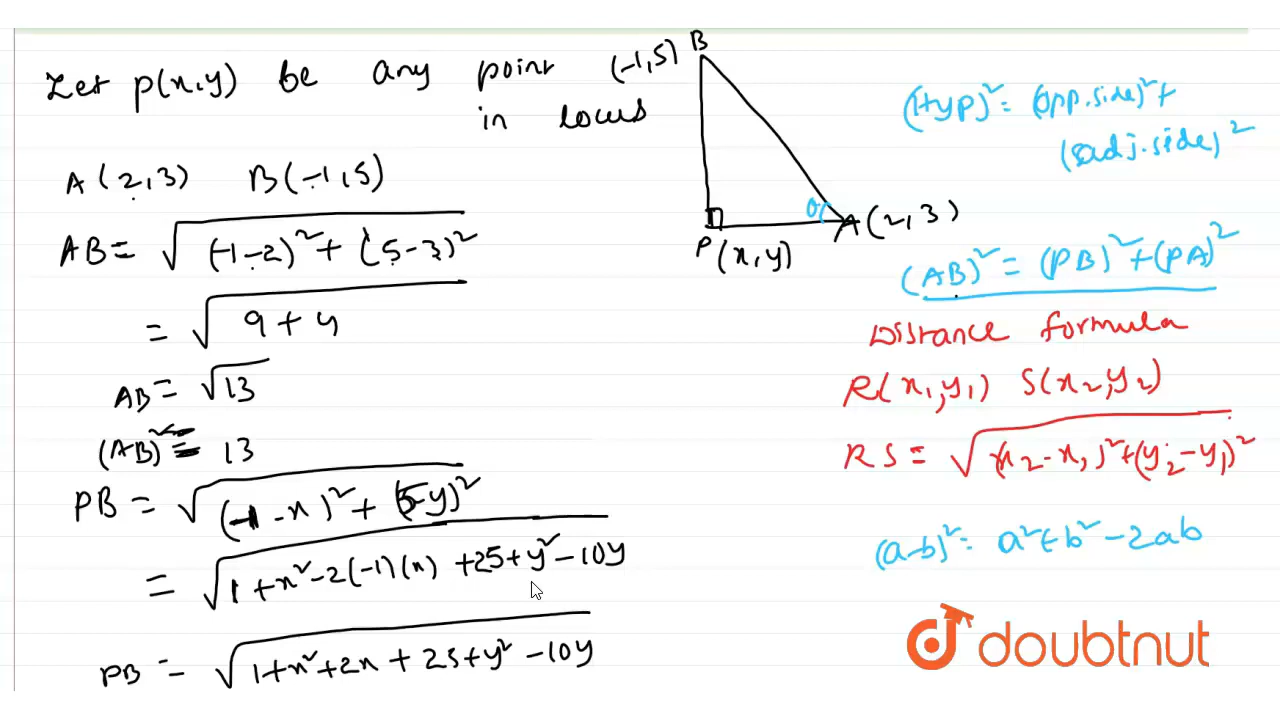 Let P(x,y) be any point
in locus
A(2,3) B(-1,5)
AB = √((-1-2)² + (5-3)²)
= √(9+4)
AB = √13
(AB)² = 13
PB = √((-1-x)² + (5-y)²)
= √(1+x²-2(-1)(x) +25+y²-10y)
PB = √(1+x²+2x+25+y²-10y)
B
(-1,5)
θ
A(2,3)
P(x,y)
(Hyp)² = (opp.side)² +
(adj.side)²
(AB)² = (PB)² + (PA)²
Distance formula
R(x₁,y₁) S(x₂,y₂)
RS = √((x₂-x₁)²+(y₂-y₁)²)
(a-b)² = a²+b²-2ab
doubtnut